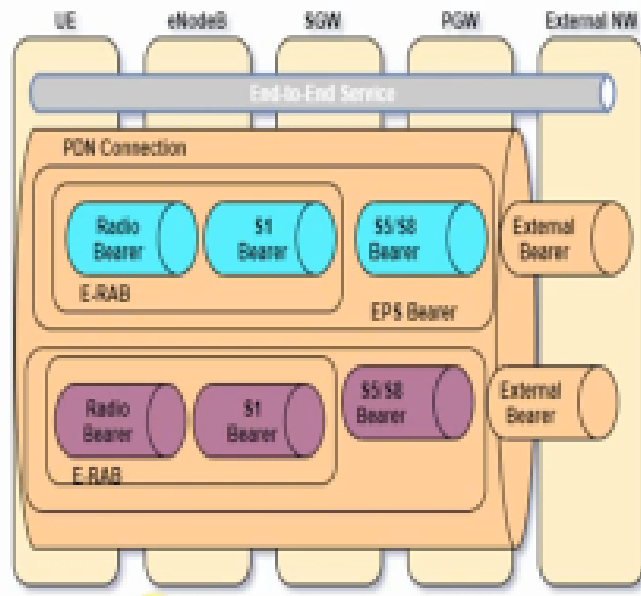 UE eNodeB SGW PGW External NW
End-to-End Service
PDN Connection
Radio
Bearer
S1
Bearer
S5/S8
Bearer
External
Bearer
E-RAB
EPS Bearer
Radio
Bearer
S1
Bearer
S5/S8
Bearer
External
Bearer
E-RAB